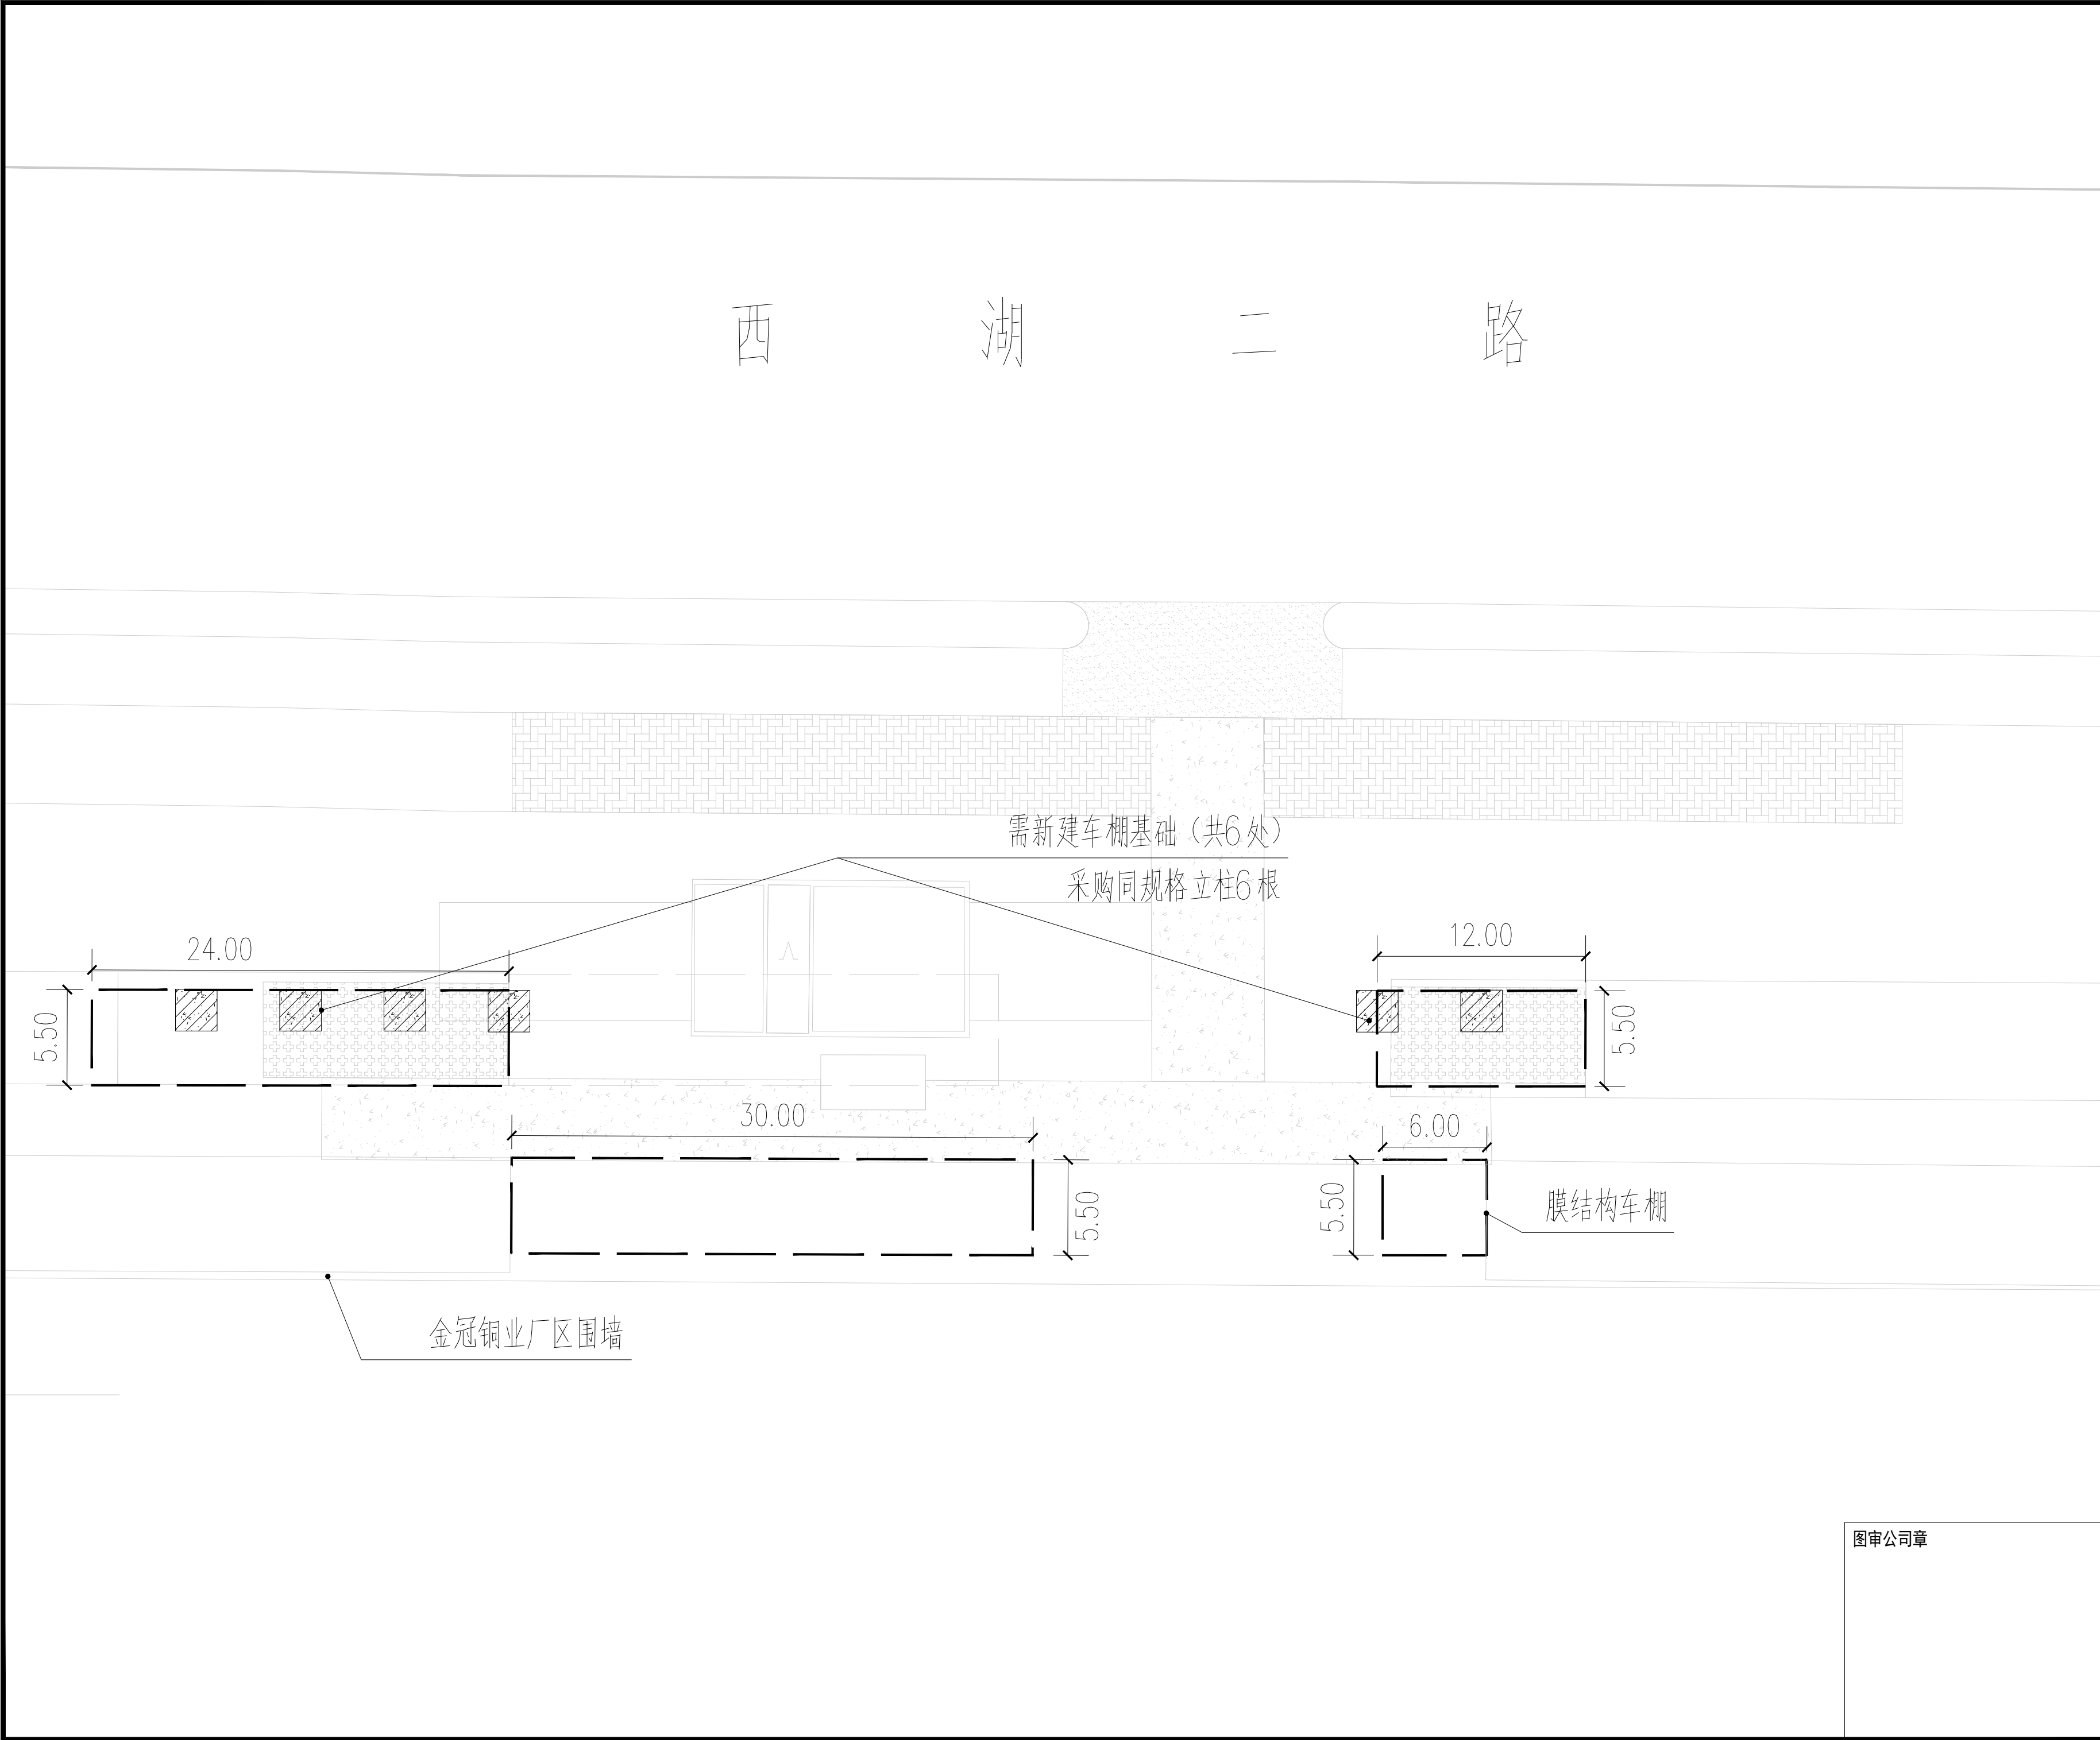 西 湖 二 路
需新建车棚基础（共6处）
采购同规格立柱6根
24.00
12.00
5.50
5.50
30.00
6.00
5.50
5.50
膜结构车棚
金冠铜业厂区围墙
图审公司章